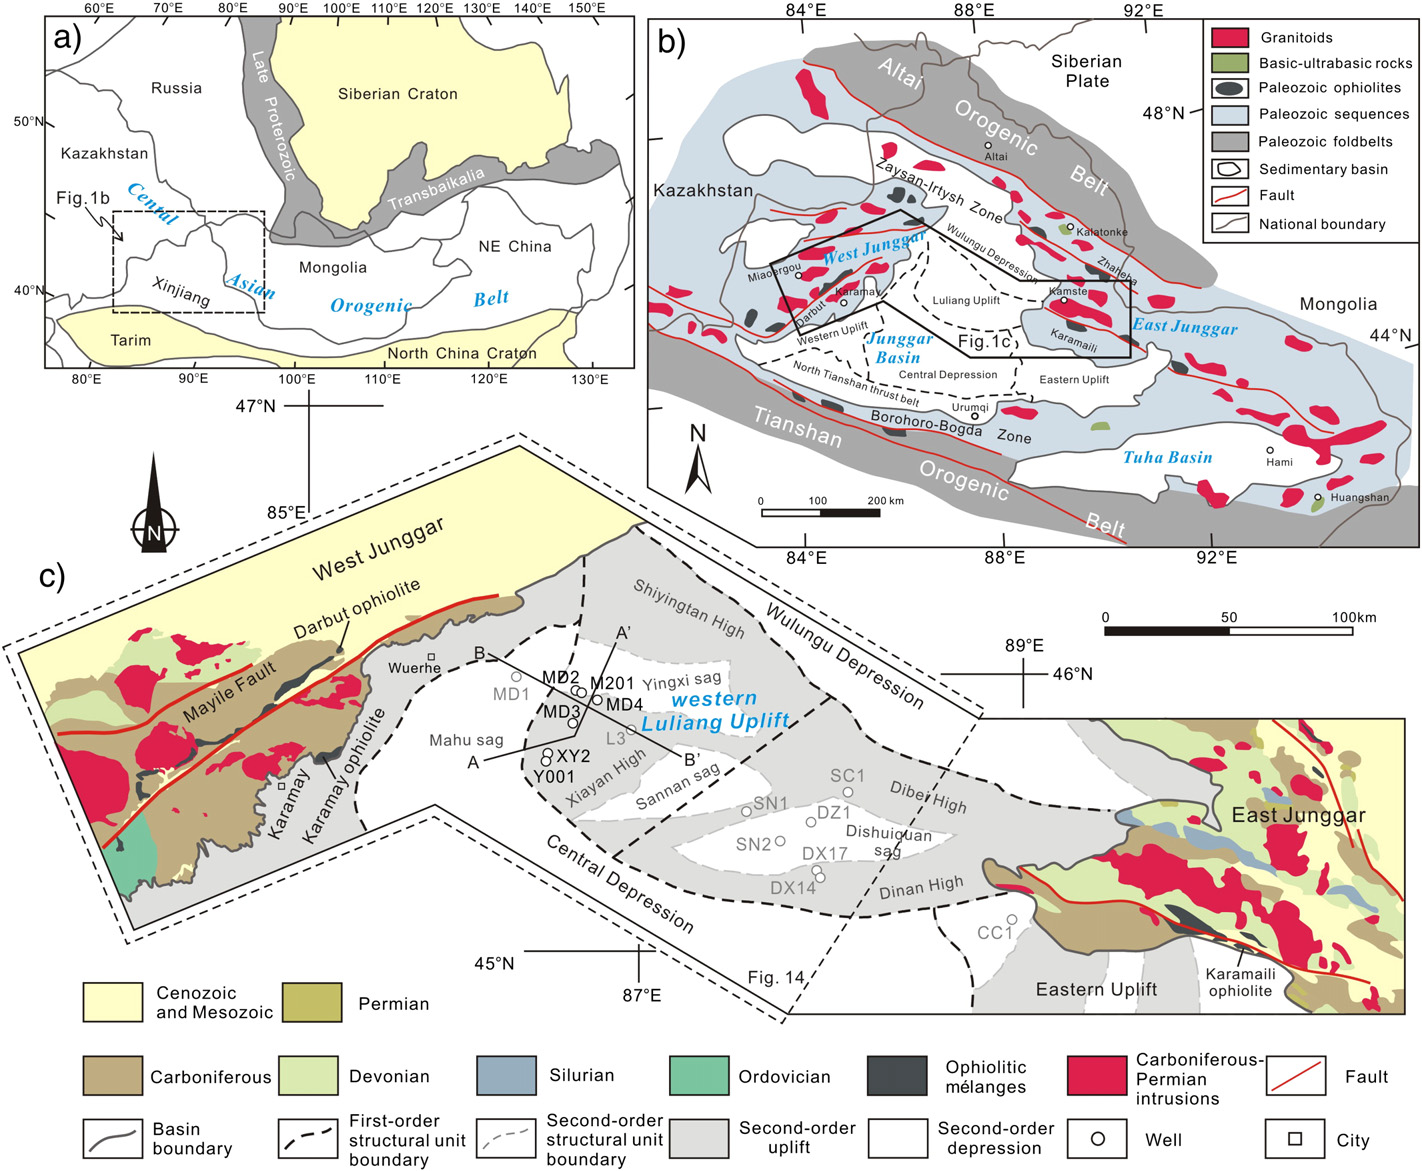 60°E
70°E
80°E
90°E
100°E
110°E
120°E
130°E
140°E
150°E
a)
Russia
Late Proterozoic
Siberian Craton
50°N
Kazakhstan
Fig.1b
Cental
Transbaikalia
NE China
Mongolia
Xinjiang
Asian
Orogenic
Belt
40°N
Tarim
North China Craton
80°E
90°E
100°E
110°E
120°E
130°E
84°E
88°E
92°E
b)
Siberian
Plate
Altai
Orogenic
Belt
48°N
Altai
Kazakhstan
Zaysan-Irtysh Zone
Kalatonke
West Junggar
Wulungu Depression
Zhaheba
Miaoergou
Karamay
Darbut
Luliang Uplift
Kamste
Mongolia
East Junggar
44°N
Western Uplift
Junggar
Basin
Fig.1c
Karamaili
North Tianshan thrust belt
Central Depression
Eastern Uplift
Urumqi
Borohoro-Bogda Zone
Tianshan
Orogenic
Belt
Tuha Basin
Hami
Huangshan
N
0
100
200 km
84°E
88°E
92°E
Granitoids
Basic-ultrabasic rocks
Paleozoic ophiolites
Paleozoic sequences
Paleozoic foldbelts
Sedimentary basin
Fault
National boundary
47°N
85°E
N
c)
West Junggar
Darbut ophiolite
Mayile Fault
Wuerhe
Karamay
Karamay ophiolite
Shiyingtan High
Wulungu Depression
0
50
100km
89°E
46°N
A'
B
MD1
MD2
M201
MD4
MD3
Yingxi sag
western
Luliang Uplift
L3
Mahu sag
A
XY2
Y001
B'
Xiayan High
Sannan sag
SC1
Dibei High
SN1
DZ1
SN2
Dishuiquan
sag
DX17
DX14
Dinan High
Central Depression
CC1
East Junggar
Karamaili
ophiolite
Eastern Uplift
Fig. 14
45°N
87°E
Cenozoic
and Mesozoic
Permian
Carboniferous
Devonian
Silurian
Ordovician
Ophiolitic
mélanges
Carboniferous-
Permian
intrusions
Fault
Basin
boundary
First-order
structural unit
boundary
Second-order
structural unit
boundary
Second-order
uplift
Second-order
depression
Well
City